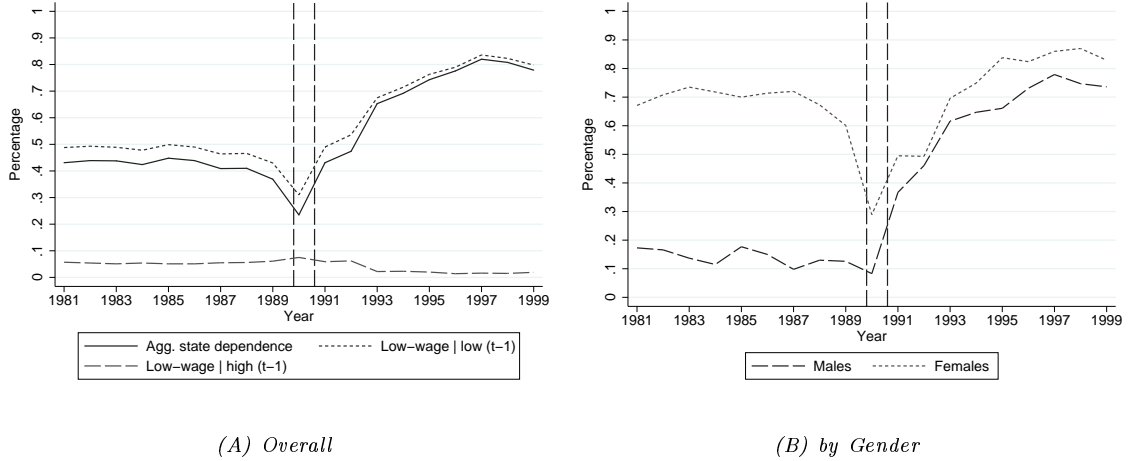 Percentage
1
.9
.8
.7
.6
.5
.4
.3
.2
.1
0
1981 1983 1985 1987 1989 1991 1993 1995 1997 1999
Year
Agg. state dependence Low−wage | low (t−1)
Low−wage | high (t−1)
(A) Overall
Percentage
1
.9
.8
.7
.6
.5
.4
.3
.2
.1
0
1981 1983 1985 1987 1989 1991 1993 1995 1997 1999
Year
Males Females
(B) by Gender